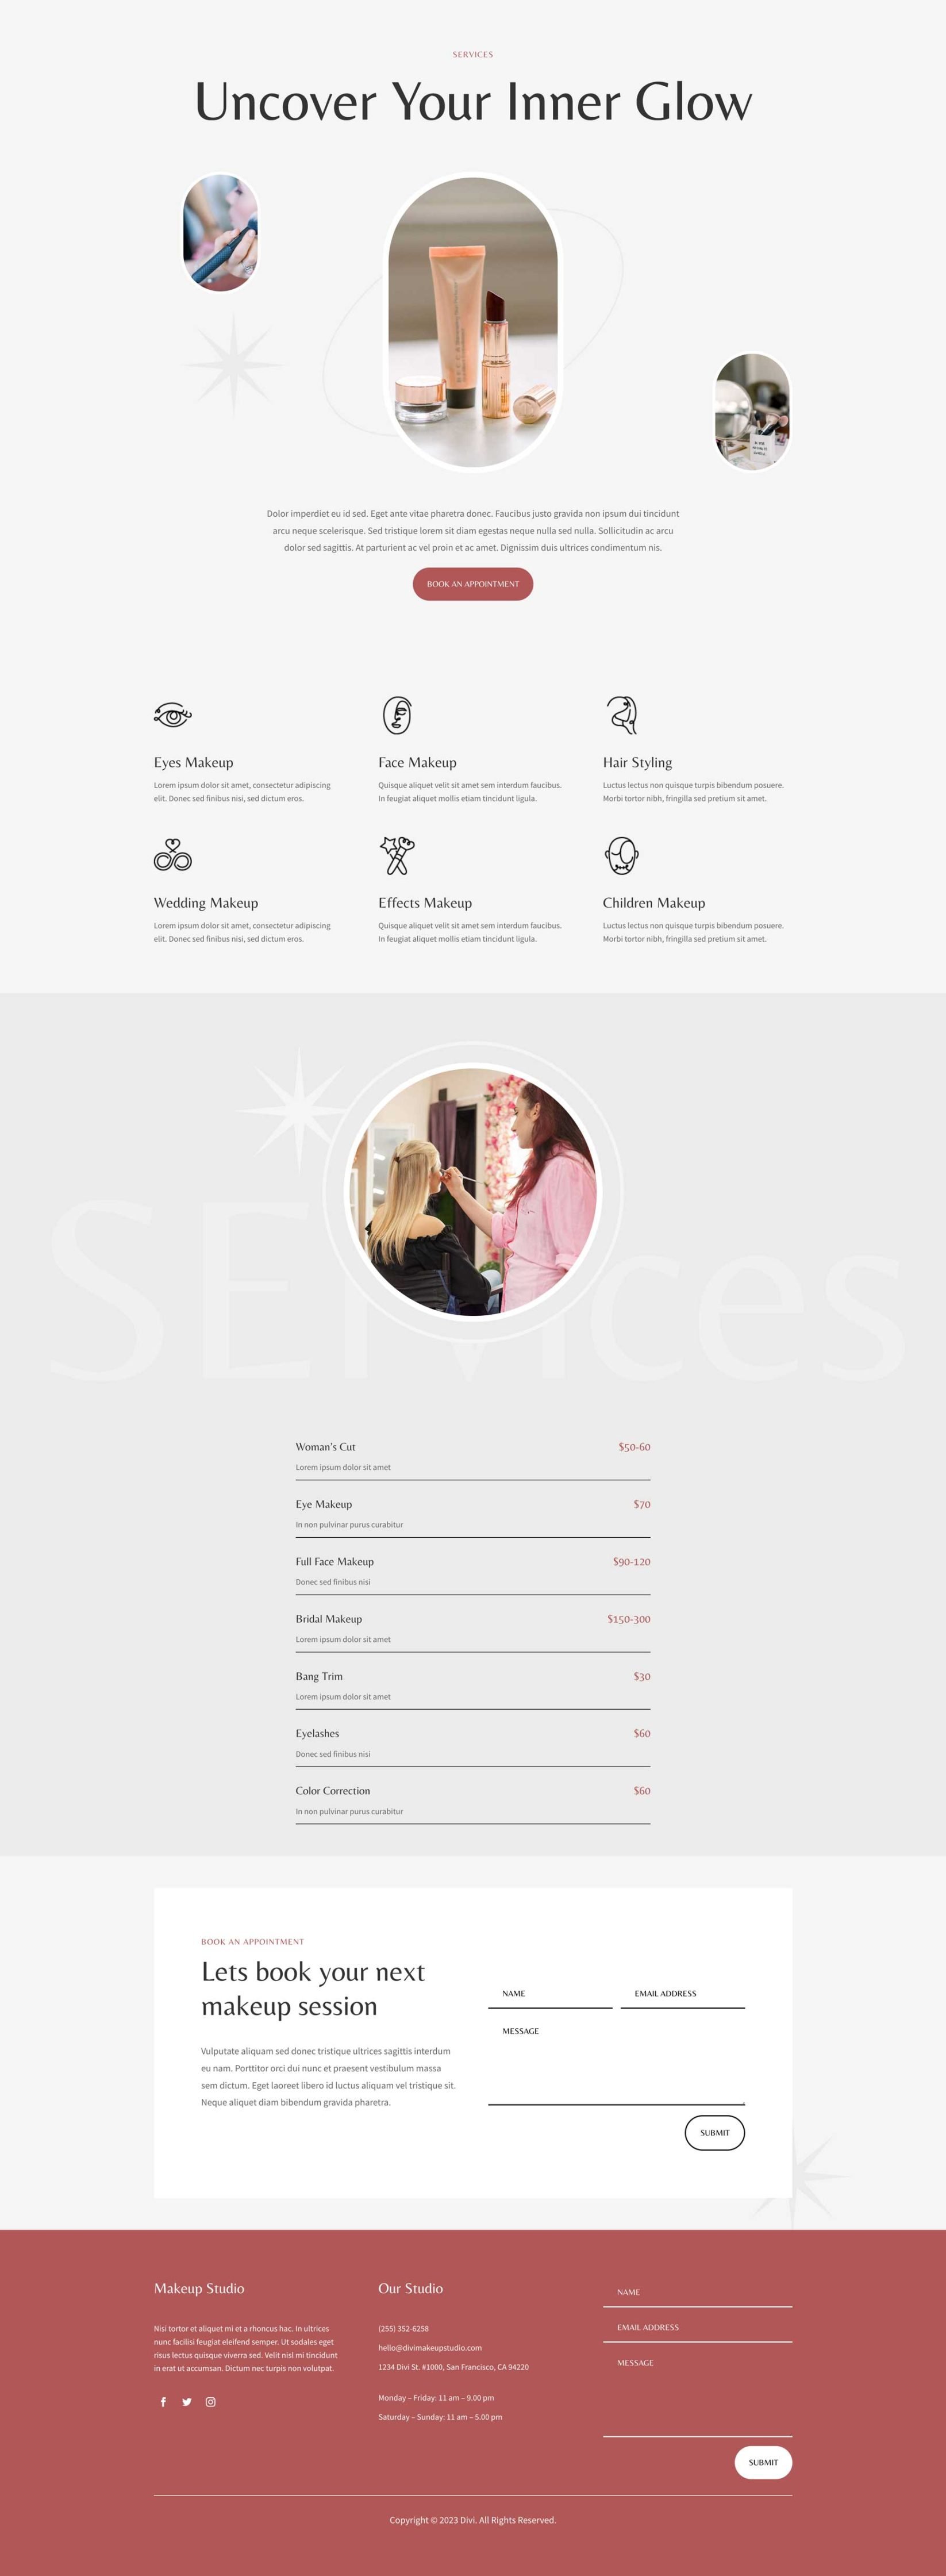 SERVICES
Uncover Your Inner Glow
Dolor imperdiet eu id sed. Eget ante vitae pharetra donec. Faucibus justo gravida non ipsum dui tincidunt
arcu neque scelerisque. Sed tristique lorem sit diam egestas neque nulla sed nulla. Sollicitudin ac arcu
dolor sed sagittis. At parturient ac vel proin et ac amet. Dignissim duis ultrices condimentum nis.
BOOK AN APPOINTMENT
Eyes Makeup
Lorem ipsum dolor sit amet, consectetur adipiscing
elit. Donec sed finibus nisi, sed dictum eros.
Face Makeup
Quisque aliquet velit sit amet sem interdum faucibus.
In feugiat aliquet mollis etiam tincidunt ligula.
Hair Styling
Luctus lectus non quisque turpis bibendum posuere.
Morbi tortor nibh, fringilla sed pretium sit amet.
Wedding Makeup
Lorem ipsum dolor sit amet, consectetur adipiscing
elit. Donec sed finibus nisi, sed dictum eros.
Effects Makeup
Quisque aliquet velit sit amet sem interdum faucibus.
In feugiat aliquet mollis etiam tincidunt ligula.
Children Makeup
Luctus lectus non quisque turpis bibendum posuere.
Morbi tortor nibh, fringilla sed pretium sit amet.
SErvices
Woman's Cut $50-60
Lorem ipsum dolor sit amet
Eye Makeup $70
In non pulvinar purus curabitur
Full Face Makeup $90-120
Donec sed finibus nisi
Bridal Makeup $150-300
Lorem ipsum dolor sit amet
Bang Trim $30
Lorem ipsum dolor sit amet
Eyelashes $60
Donec sed finibus nisi
Color Correction $60
In non pulvinar purus curabitur
BOOK AN APPOINTMENT
Lets book your next
makeup session
Vulputate aliquam sed donec tristique ultrices sagittis interdum
eu nam. Porttitor orci dui nunc et praesent vestibulum massa
sem dictum. Eget laoreet libero id luctus aliquam vel tristique sit.
Neque aliquet diam bibendum gravida pharetra.
NAME EMAIL ADDRESS
MESSAGE
SUBMIT
Makeup Studio
Nisi tortor et aliquet mi et a rhoncus hac. In ultrices
nunc facilisi feugiat eleifend semper. Ut sodales eget
risus lectus quisque viverra sed. Velit nisl mi tincidunt
in erat ut accumsan. Dictum nec turpis non volutpat.
Our Studio
(255) 352-6258
hello@divimakeupstudio.com
1234 Divi St. #1000, San Francisco, CA 94220
Monday – Friday: 11 am – 9.00 pm
Saturday – Sunday: 11 am – 5.00 pm
NAME
EMAIL ADDRESS
MESSAGE
SUBMIT
Copyright © 2023 Divi. All Rights Reserved.